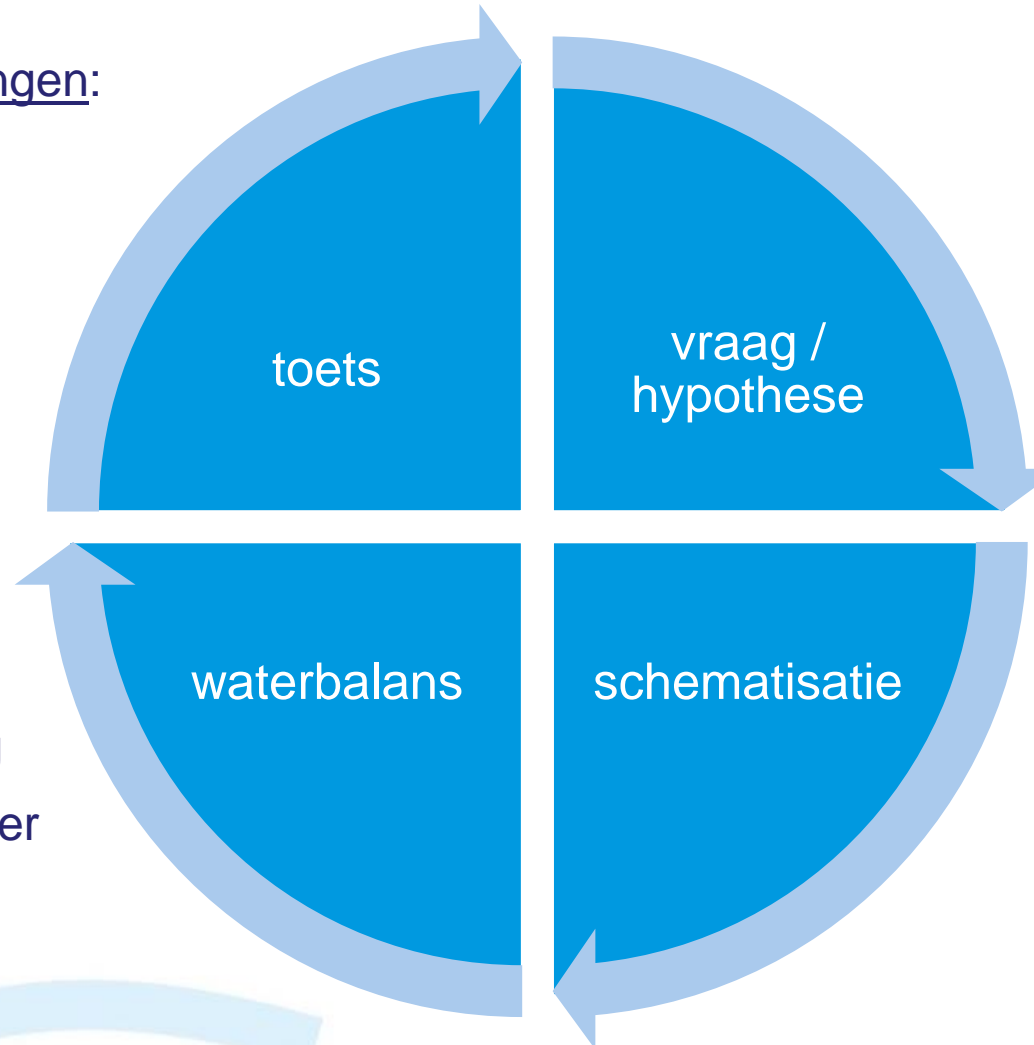 ngen:
toets
vraag /
hypothese
waterbalans
schematisatie
er